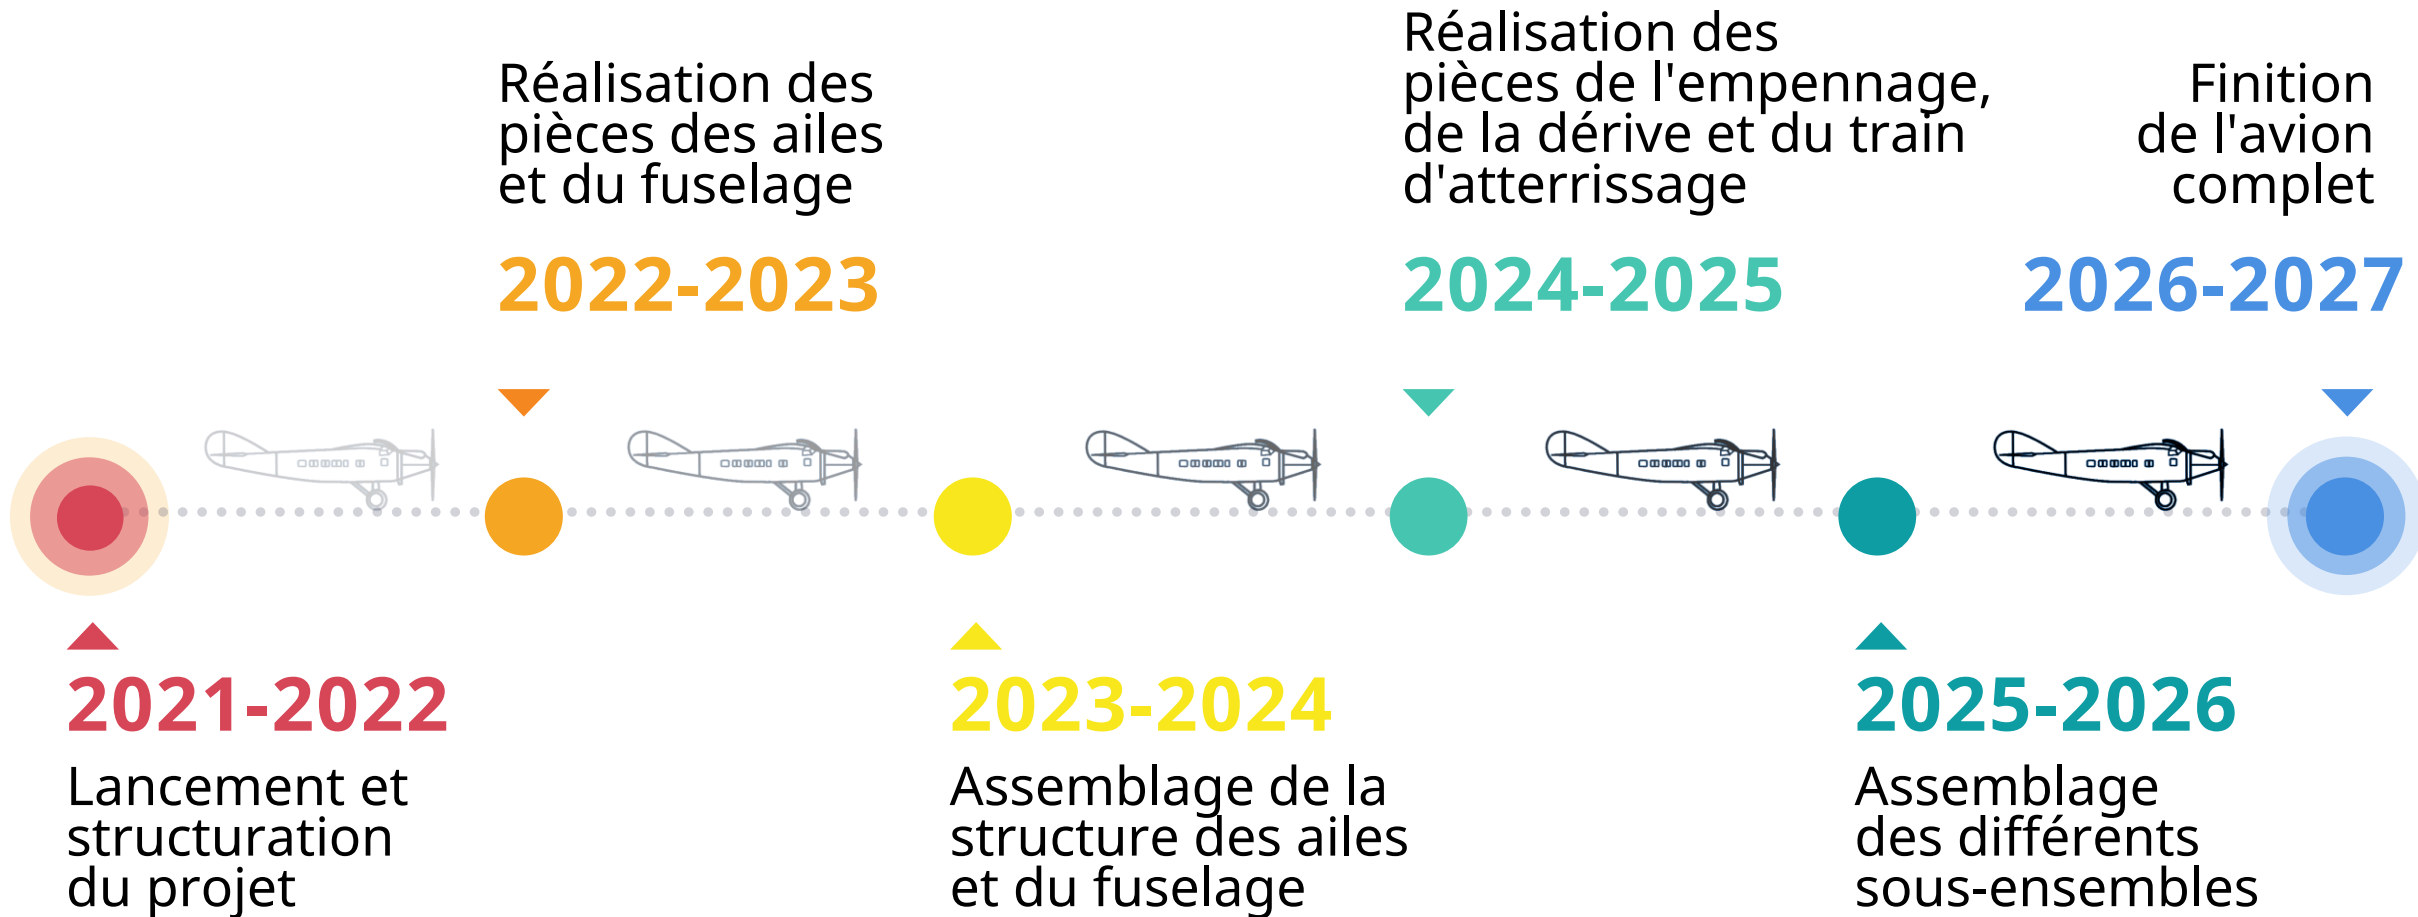 Réalisation des
pièces des ailes
et du fuselage
2022-2023
Réalisation des
pièces de l'empennage,
de la dérive et du train
d'atterrissage
2024-2025
Finition
de l'avion
complet
2026-2027
2021-2022
Lancement et
structuration
du projet
2023-2024
Assemblage de la
structure des ailes
et du fuselage
2025-2026
Assemblage
des différents
sous-ensembles